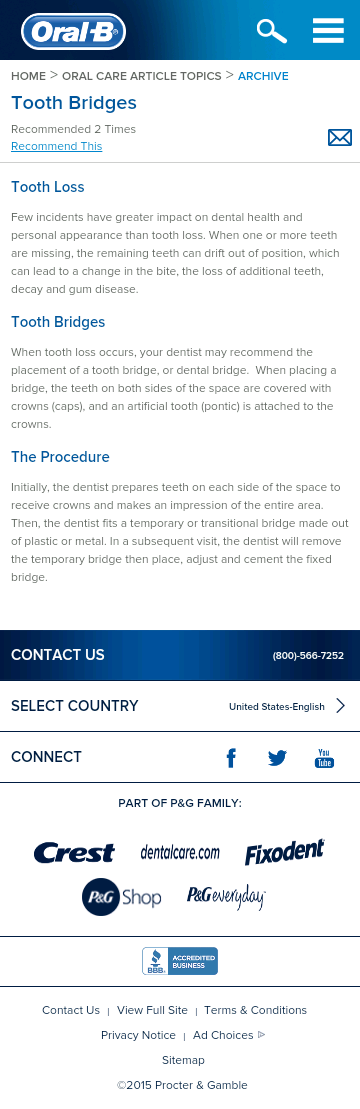 Oral-B®
HOME > ORAL CARE ARTICLE TOPICS > ARCHIVE
Tooth Bridges
Recommended 2 Times
Recommend This
Tooth Loss
Few incidents have greater impact on dental health and
personal appearance than tooth loss. When one or more teeth
are missing, the remaining teeth can drift out of position, which
can lead to a change in the bite, the loss of additional teeth,
decay and gum disease.
Tooth Bridges
When tooth loss occurs, your dentist may recommend the
placement of a tooth bridge, or dental bridge.  When placing a
bridge, the teeth on both sides of the space are covered with
crowns (caps), and an artificial tooth (pontic) is attached to the
crowns.
The Procedure
Initially, the dentist prepares teeth on each side of the space to
receive crowns and makes an impression of the entire area.
Then, the dentist fits a temporary or transitional bridge made out
of plastic or metal. In a subsequent visit, the dentist will remove
the temporary bridge then place, adjust and cement the fixed
bridge.
CONTACT US (800)-566-7252
SELECT COUNTRY United States-English
CONNECT f You Tube
PART OF P&G FAMILY:
Crest dentalcare.com Fixodent
P&G Shop P&G everyday
BBB. ACCREDITED BUSINESS
Contact Us | View Full Site | Terms & Conditions
Privacy Notice | Ad Choices
Sitemap
©2015 Procter & Gamble